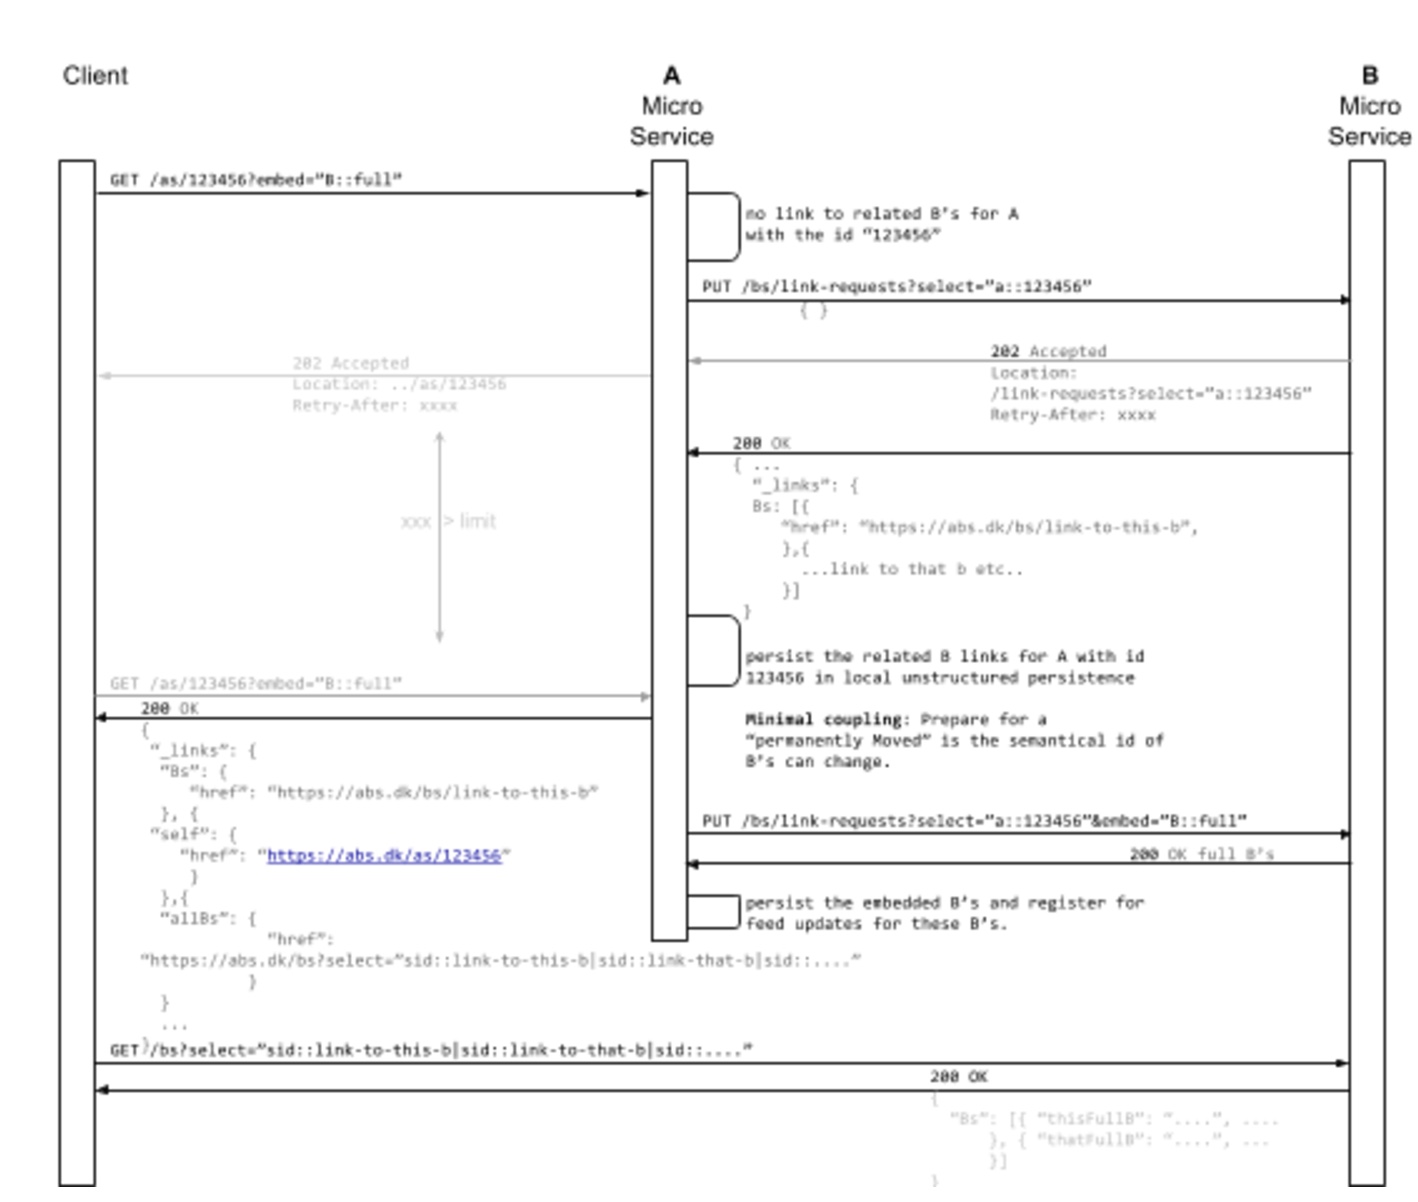 Client
A
Micro
Service
B
Micro
Service
GET /as/123456?embed="B::full"
no link to related B's for A
with the id "123456"
PUT /bs/link-requests?select="a::123456"
{ }
202 Accepted
Location: ../as/123456
Retry-After: xxxx
202 Accepted
Location:
/link-requests?select="a::123456"
Retry-After: xxxx
200 OK
{ ...
"_links": {
Bs: [{
"href": "https://abs.dk/bs/link-to-this-b",
},{
...link to that b etc..
}]
}
xxx > limit
persist the related B links for A with id
123456 in local unstructured persistence
Minimal coupling: Prepare for a
"permanently Moved" is the semantical id of
B's can change.
GET /as/123456?embed="B::full"
200 OK
{
"_links": {
"Bs": {
"href": "https://abs.dk/bs/link-to-this-b"
}, {
"self": {
"href": "https://abs.dk/as/123456"
}
},{
"allBs": {
"href":
"https://abs.dk/bs?select="sid::link-to-this-b|sid::link-that-b|sid::...."
}
}
...
}
PUT /bs/link-requests?select="a::123456"&embed="B::full"
200 OK full B's
persist the embedded B's and register for
feed updates for these B's.
GET /bs?select="sid::link-to-this-b|sid::link-to-that-b|sid::...."
200 OK
{
"Bs": [{ "thisFullB": "....", ....
}, { "thatFullB": "....", ...
}]
}